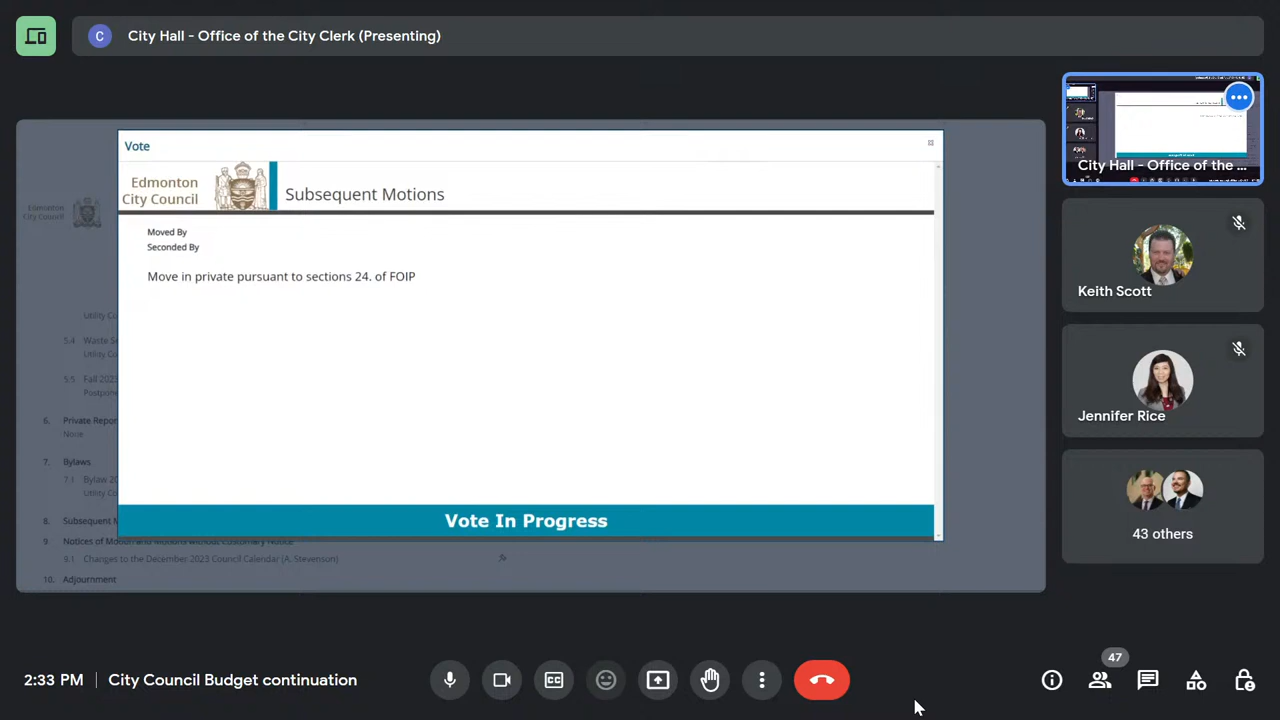 C City Hall - Office of the City Clerk (Presenting)
Vote
Edmonton
City Council
Subsequent Motions
Moved By
Seconded By
Move in private pursuant to sections 24. of FOIP
Vote In Progress
Edmonton
City Council
Utility Co
5.4 Waste Se
Utility Co
5.5 Fall 2023
Postpone
6. Private Repor
None
7. Bylaws
7.1 Bylaw 20
Utility Co
8. Subsequent M
9. Notices of Motion and Motions without Customary Notice
9.1 Changes to the December 2023 Council Calendar (A. Stevenson)
10. Adjournment
City Hall - Office of the ...
Keith Scott
Jennifer Rice
43 others
2:33 PM | City Council Budget continuation
CC
47